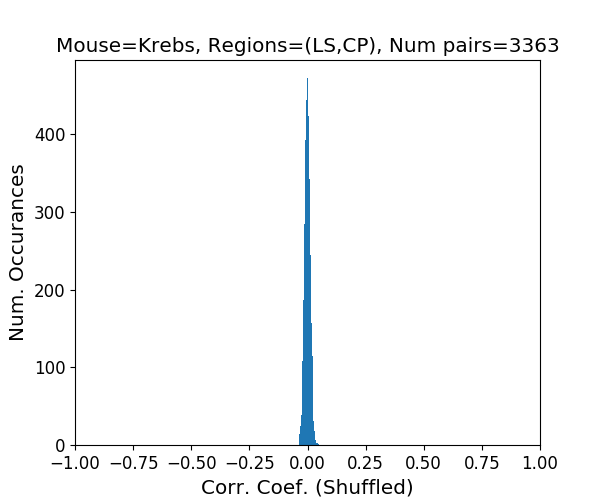 Mouse=Krebs, Regions=(LS,CP), Num pairs=3363
400
300
200
100
0
Num. Occurances
−1.00 −0.75 −0.50 −0.25 0.00 0.25 0.50 0.75 1.00
Corr. Coef. (Shuffled)